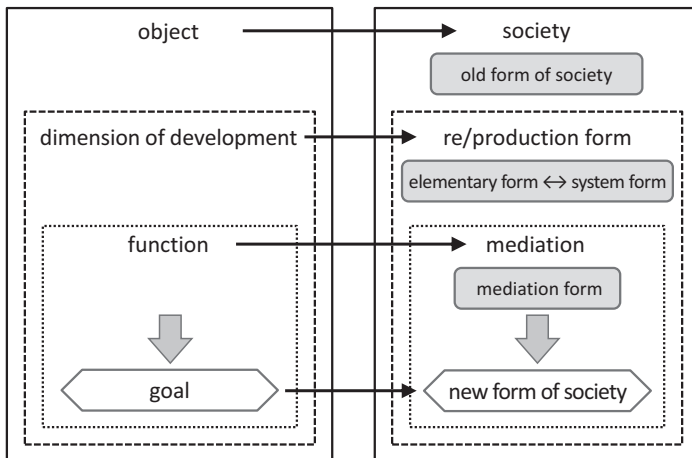 object
society
old form of society
dimension of development
re/production form
elementary form ↔ system form
function
mediation
mediation form
goal
new form of society